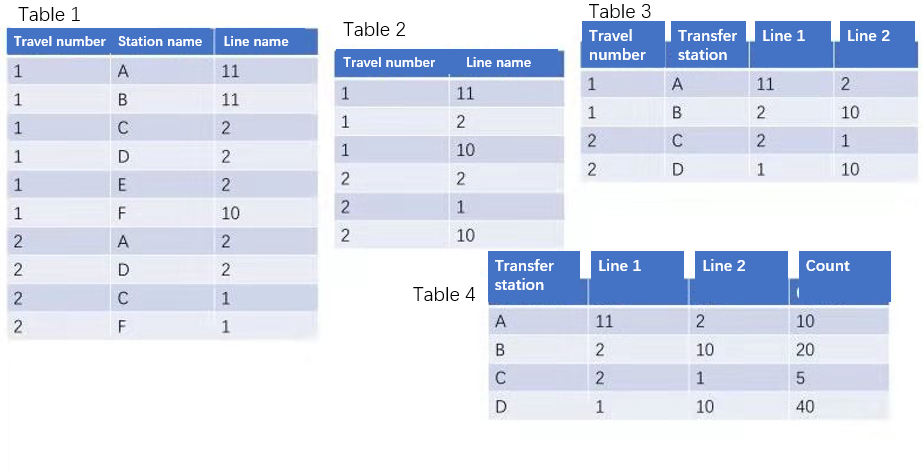 Table 1
Travel number Station name Line name
1 A 11
1 B 11
1 C 2
1 D 2
1 E 2
1 F 10
2 A 2
2 D 2
2 C 1
2 F 1
Table 2
Travel number Line name
1 11
1 2
1 10
2 2
2 1
2 10
Table 3
Travel number Transfer station Line 1 Line 2
1 A 11 2
1 B 2 10
2 C 2 1
2 D 1 10
Table 4
Transfer station Line 1 Line 2 Count
A 11 2 10
B 2 10 20
C 2 1 5
D 1 10 40